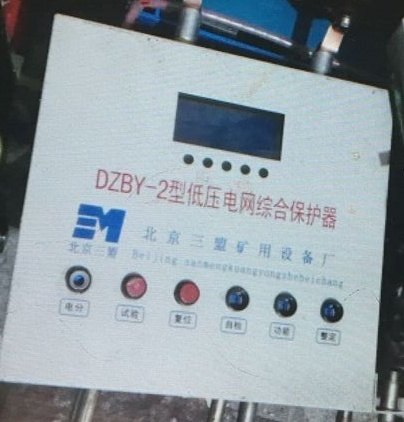 DZBY-2型低压电网综合保护器
北京三盟
北京三盟矿用设备厂
Beijing sanmengkuangyongshebeichang
电分 试验 复位 自检 功能 整定